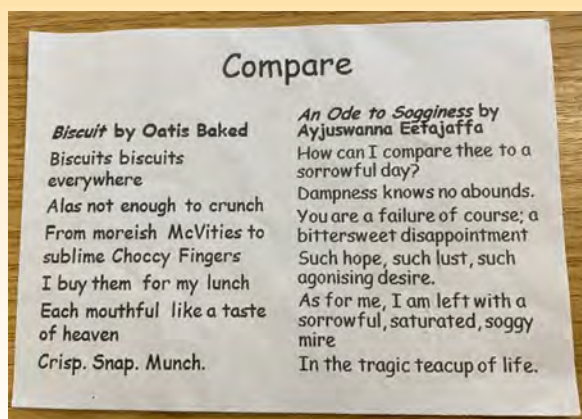 Compare
Biscuit by Oatis Baked
Biscuits biscuits
everywhere
Alas not enough to crunch
From moreish McVities to
sublime Choccy Fingers
I buy them for my lunch
Each mouthful like a taste
of heaven
Crisp. Snap. Munch.
An Ode to Sogginess by
Ayjuswanna Eetajaffa
How can I compare thee to a
sorrowful day?
Dampness knows no abounds.
You are a failure of course; a
bittersweet disappointment
Such hope, such lust, such
agonising desire.
As for me, I am left with a
sorrowful, saturated, soggy
mire
In the tragic teacup of life.